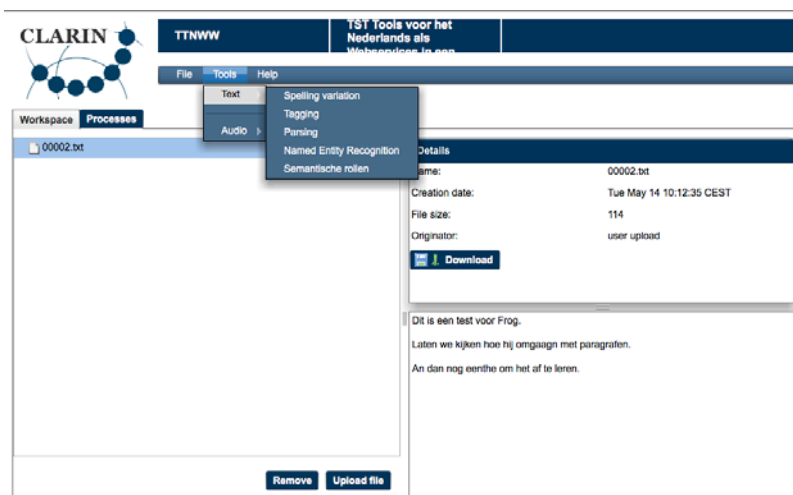 CLARIN
TTNWW
TST Tools voor het
Nederlands als
Webservices in een
File Tools Help
Text
Audio
Spelling variation
Tagging
Parsing
Named Entity Recognition
Semantische rollen
Workspace Processes
00002.txt
Details
ame: 00002.txt
Creation date: Tue May 14 10:12:35 CEST
File size: 114
Originator: user upload
Download
Dit is een test voor Frog.
Laten we kijken hoe hij omgaagn met paragrafen.
An dan nog eenthe om het af te leren.
Remove Upload file